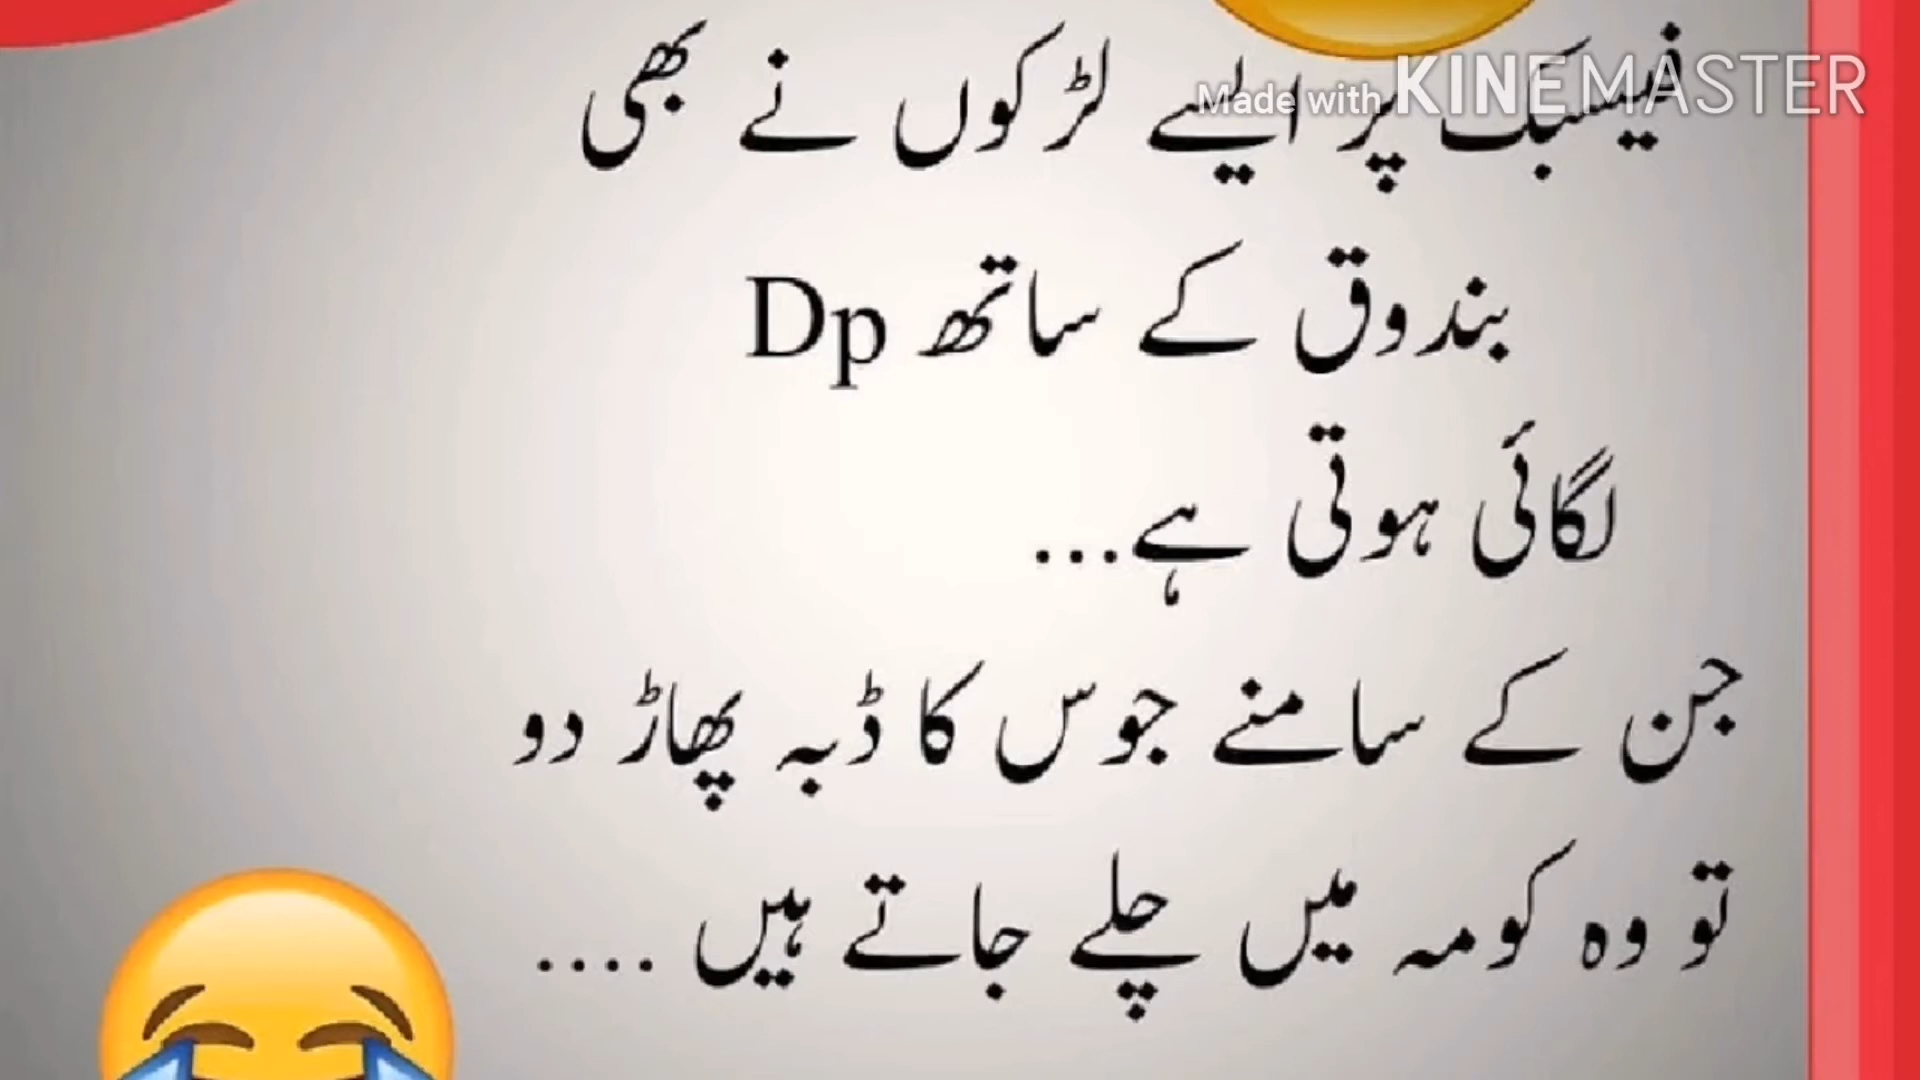 Made with KINEMASTER
فیسبک پر ایسے لڑکوں نے بھی
بندوق کے ساتھ Dp
لگائی ہوتی ہے...
جن کے سامنے جوس کا ڈبہ پھاڑ دو
تو وہ کومہ میں چلے جاتے ہیں ....